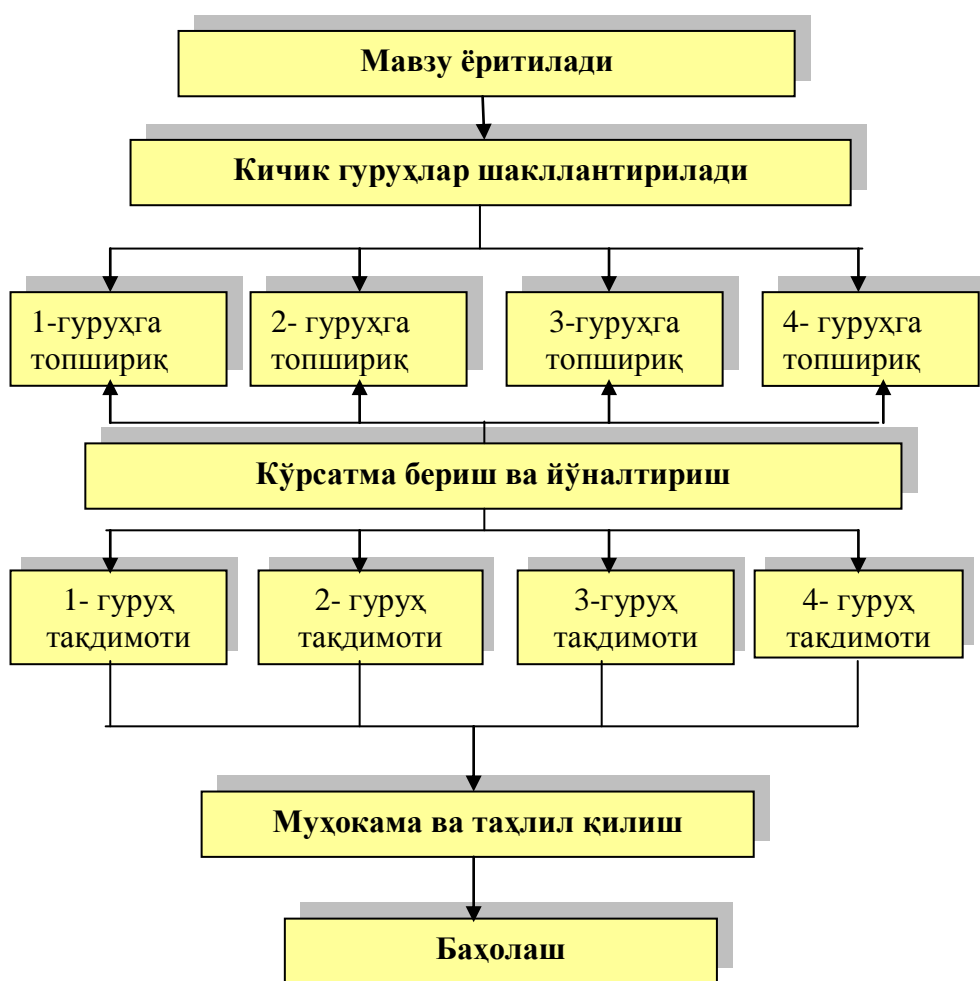 Мавзу ёритилади
Кичик гуруҳлар шакллантирилади
1-гуруҳга
топшириқ
2- гуруҳга
топшириқ
3-гуруҳга
топшириқ
4- гуруҳга
топшириқ
Кўрсатма бериш ва йўналтириш
1- гуруҳ
тақдимоти
2- гуруҳ
тақдимоти
3-гуруҳ
тақдимоти
4- гуруҳ
тақдимоти
Муҳокама ва таҳлил қилиш
Баҳолаш